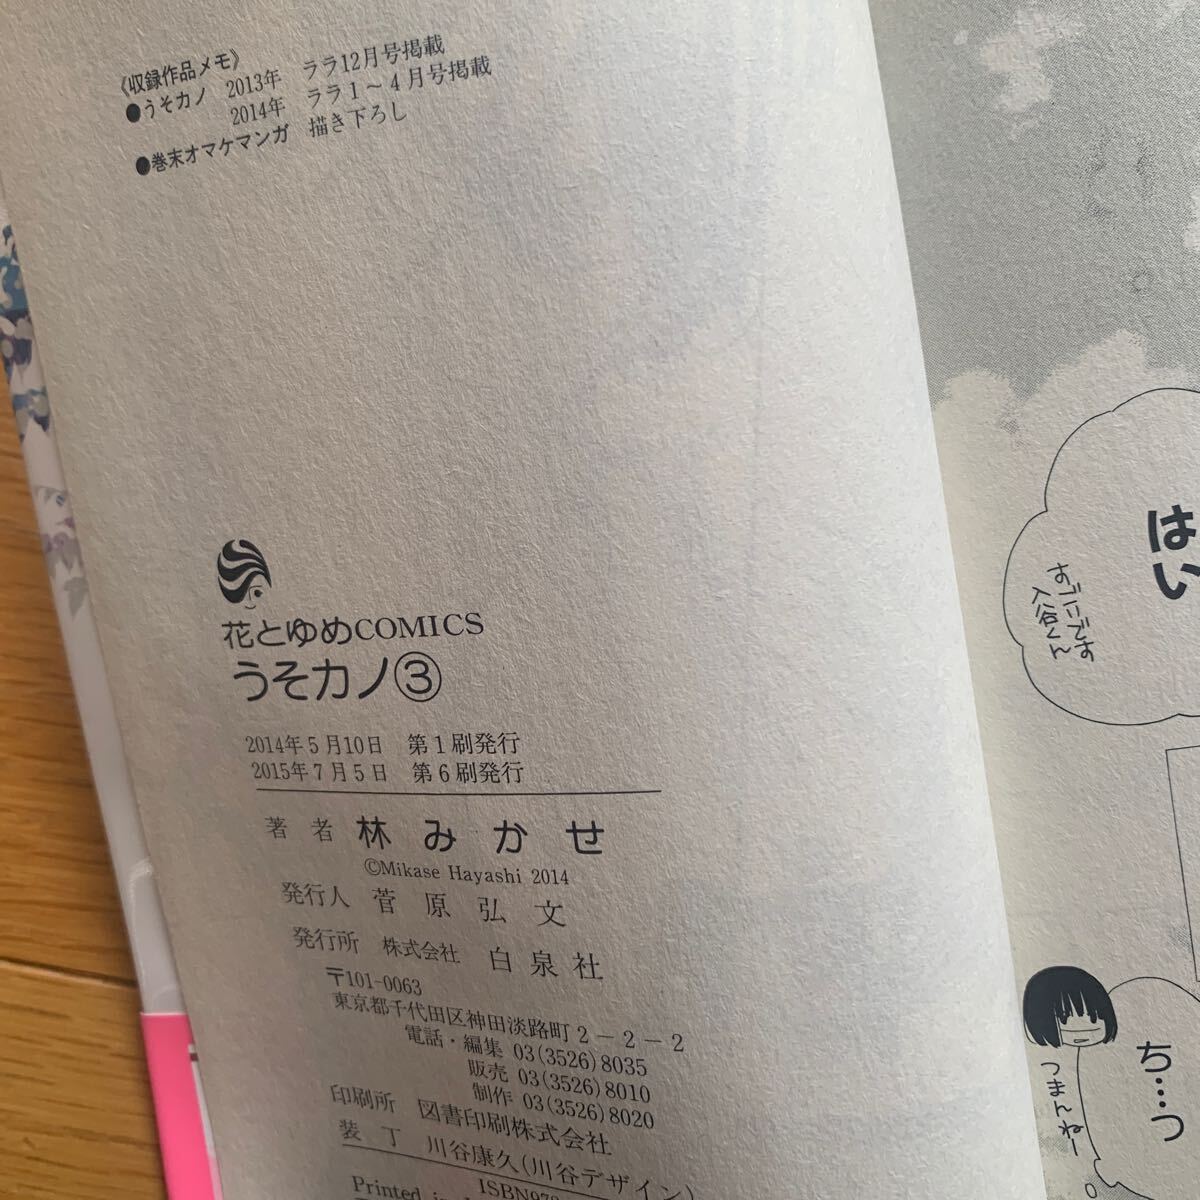 《収録作品メモ》
●うそカノ 2013年 ララ12月号掲載
2014年 ララ1〜4月号掲載
●巻末オマケマンガ 描き下ろし
花とゆめCOMICS
うそカノ③
2014年5月10日 第1刷発行
2015年7月5日 第6刷発行
著者 林みかせ
©Mikase Hayashi 2014
発行人 菅原弘文
発行所 株式会社 白泉社
〒101-0063
東京都千代田区神田淡路町2-2-2
電話・編集 03(3526)8035
販売 03(3526)8010
制作 03(3526)8020
印刷所 図書印刷株式会社
装丁 川谷康久(川谷デザイン)
ISBN978
Printed in
はい
すごいです
入谷くん
ち…っ
つまんねー